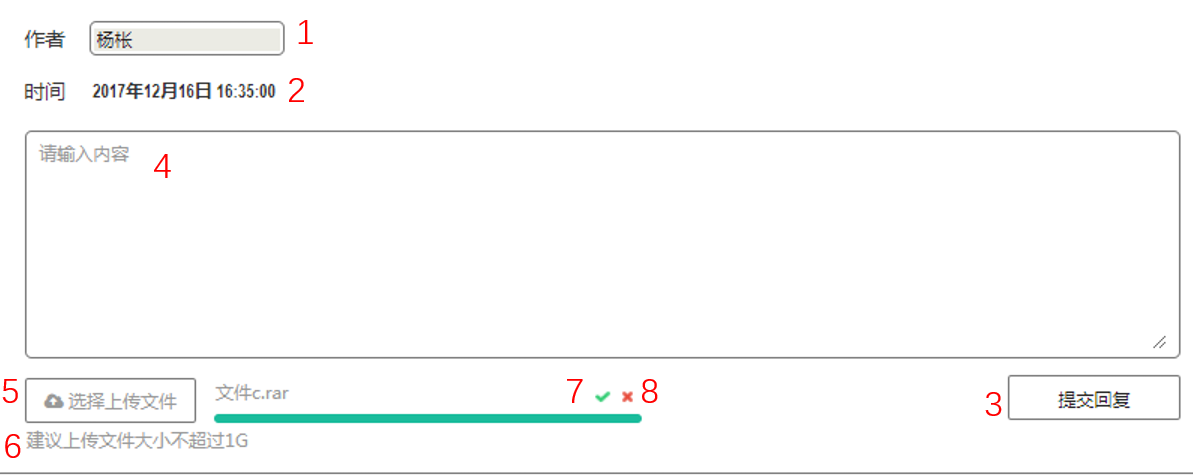 作者 杨枨 1
时间 2017年12月16日 16:35:00 2
请输入内容 4
5 选择上传文件 文件c.rar 7 8 3 提交回复
6 建议上传文件大小不超过1G